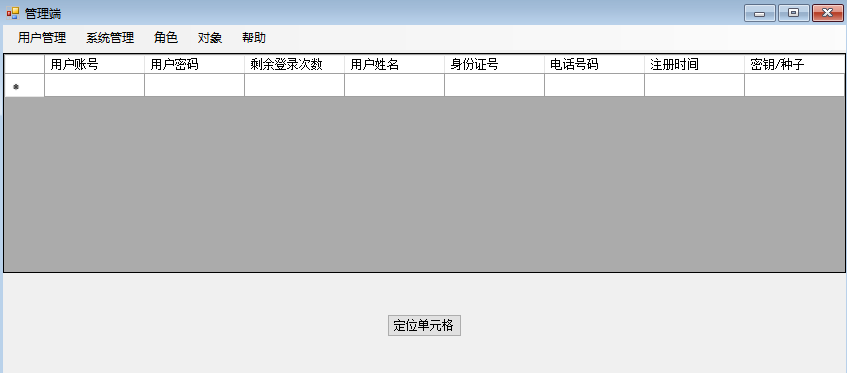 管理端
用户管理 系统管理 角色 对象 帮助
用户账号 用户密码 剩余登录次数 用户姓名 身份证号 电话号码 注册时间 密钥/种子
定位单元格